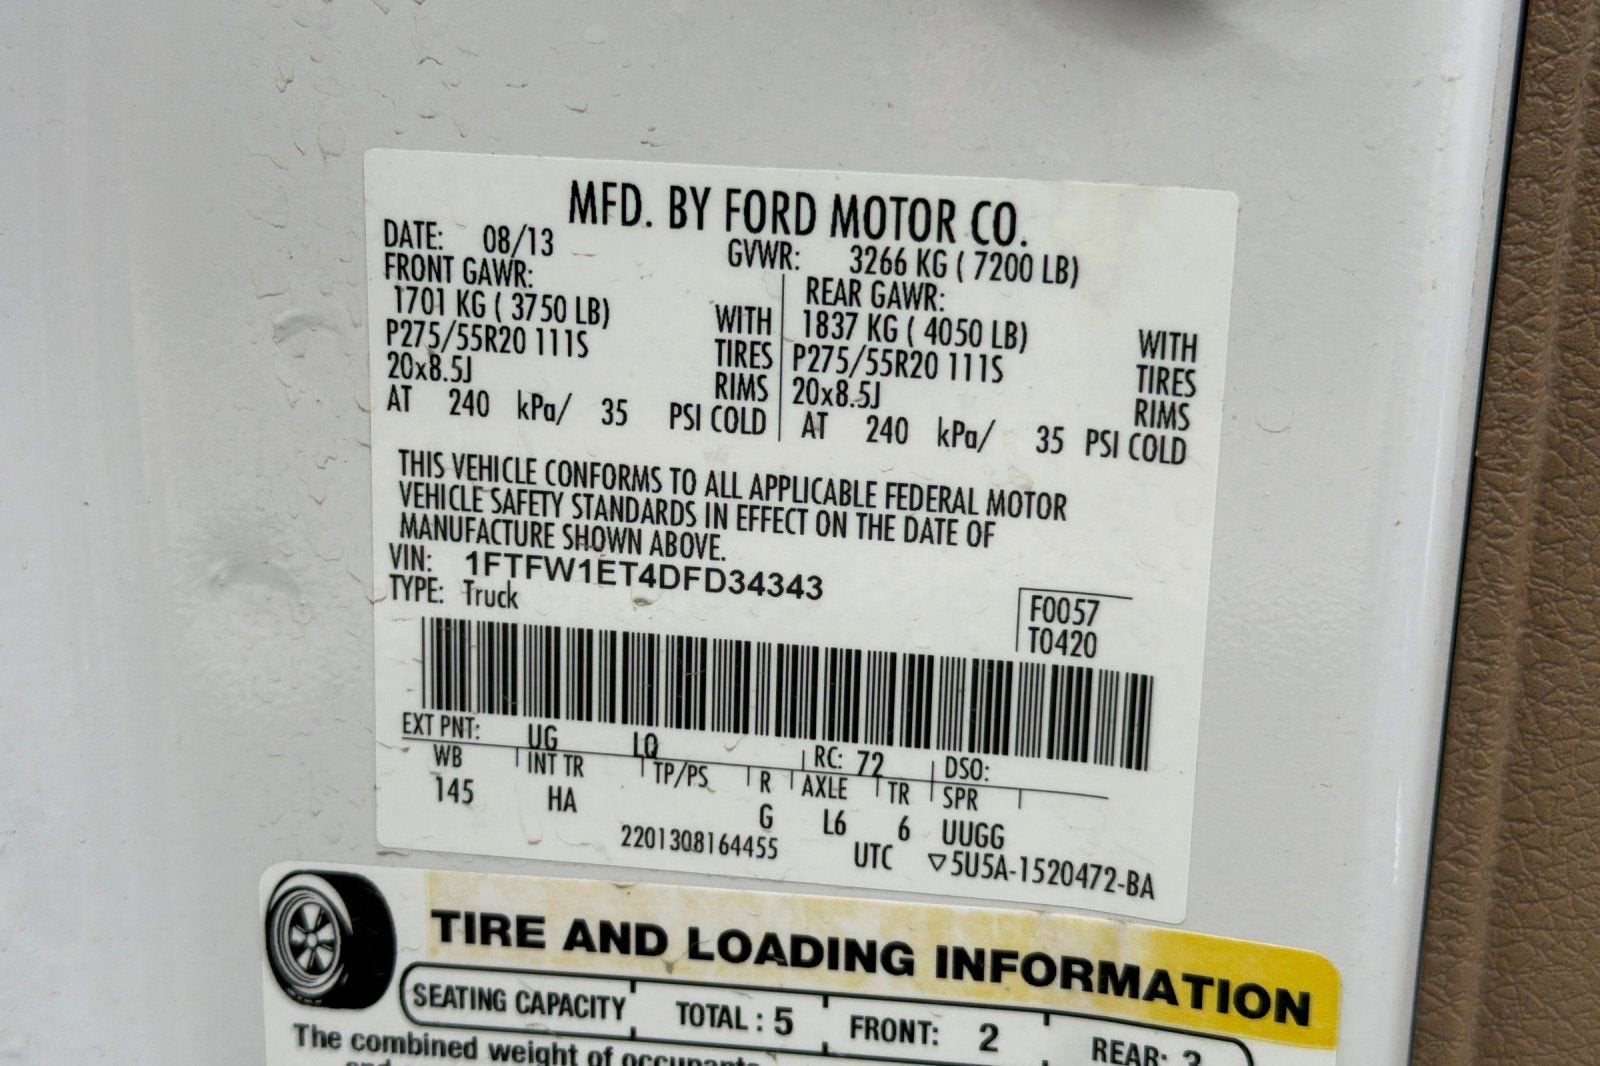 MFD. BY FORD MOTOR CO.
DATE: 08/13 GVWR: 3266 KG ( 7200 LB)
FRONT GAWR: REAR GAWR:
1701 KG ( 3750 LB) WITH 1837 KG ( 4050 LB) WITH
P275/55R20 111S TIRES P275/55R20 111S TIRES
20x8.5J RIMS 20x8.5J RIMS
AT 240 kPa/ 35 PSI COLD AT 240 kPa/ 35 PSI COLD
THIS VEHICLE CONFORMS TO ALL APPLICABLE FEDERAL MOTOR
VEHICLE SAFETY STANDARDS IN EFFECT ON THE DATE OF
MANUFACTURE SHOWN ABOVE.
VIN: 1FTFW1ET4DFD34343
TYPE: Truck
F0057
T0420
EXT PNT: UG LQ RC: 72 DSO:
WB INT TR TP/PS R AXLE TR SPR
145 HA G L6 6 UUGG
2201308164455 UTC ▽5U5A-1520472-BA
TIRE AND LOADING INFORMATION
SEATING CAPACITY TOTAL : 5 FRONT: 2 REAR: 3
The combined weight of occupants